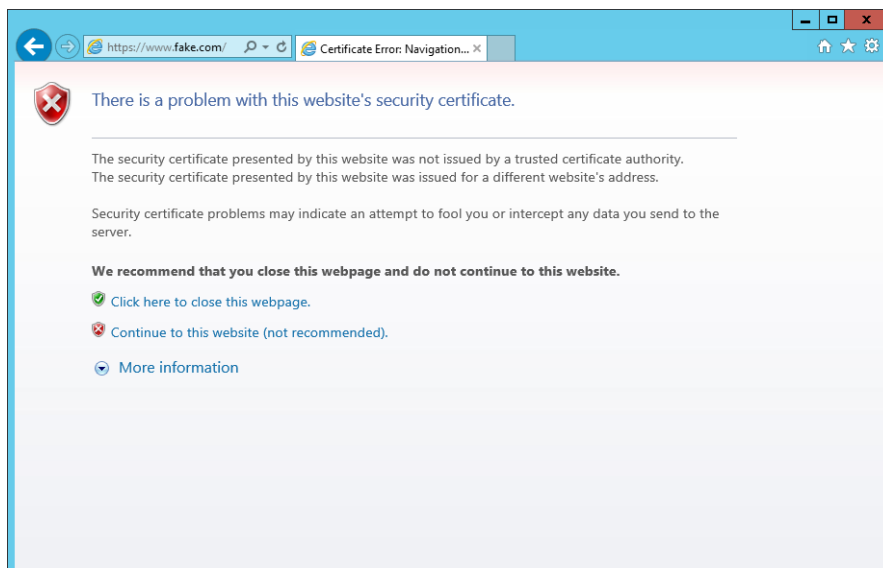 https://www.fake.com/
Certificate Error: Navigation...
There is a problem with this website's security certificate.
The security certificate presented by this website was not issued by a trusted certificate authority.
The security certificate presented by this website was issued for a different website's address.
Security certificate problems may indicate an attempt to fool you or intercept any data you send to the
server.
We recommend that you close this webpage and do not continue to this website.
Click here to close this webpage.
Continue to this website (not recommended).
More information